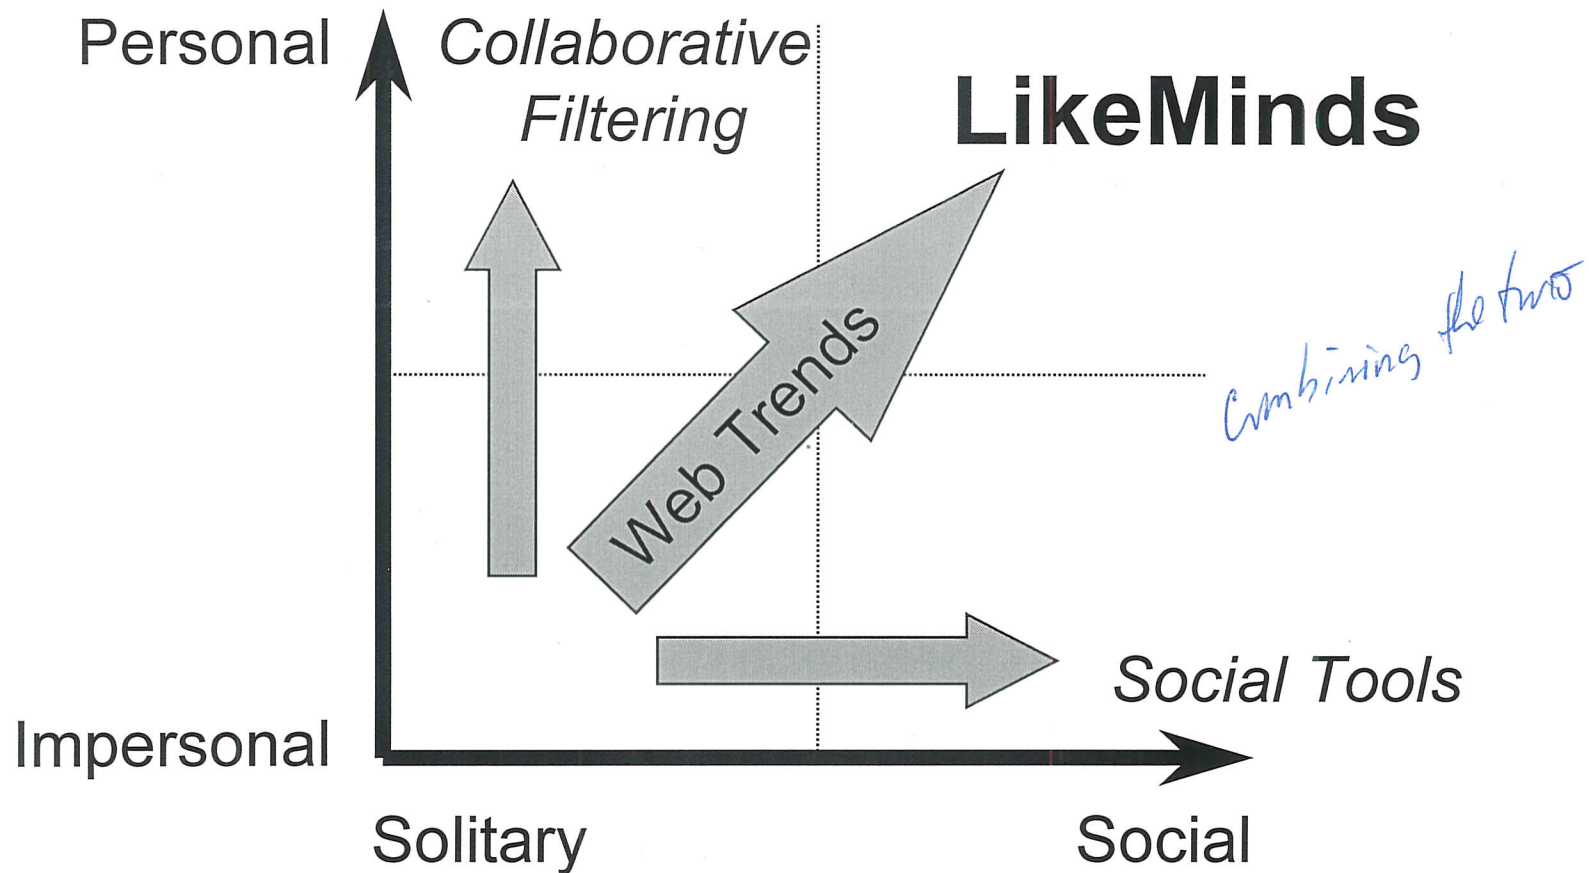 Personal
Collaborative
Filtering
LikeMinds
Web Trends
Combining the two
Social Tools
Impersonal
Solitary
Social